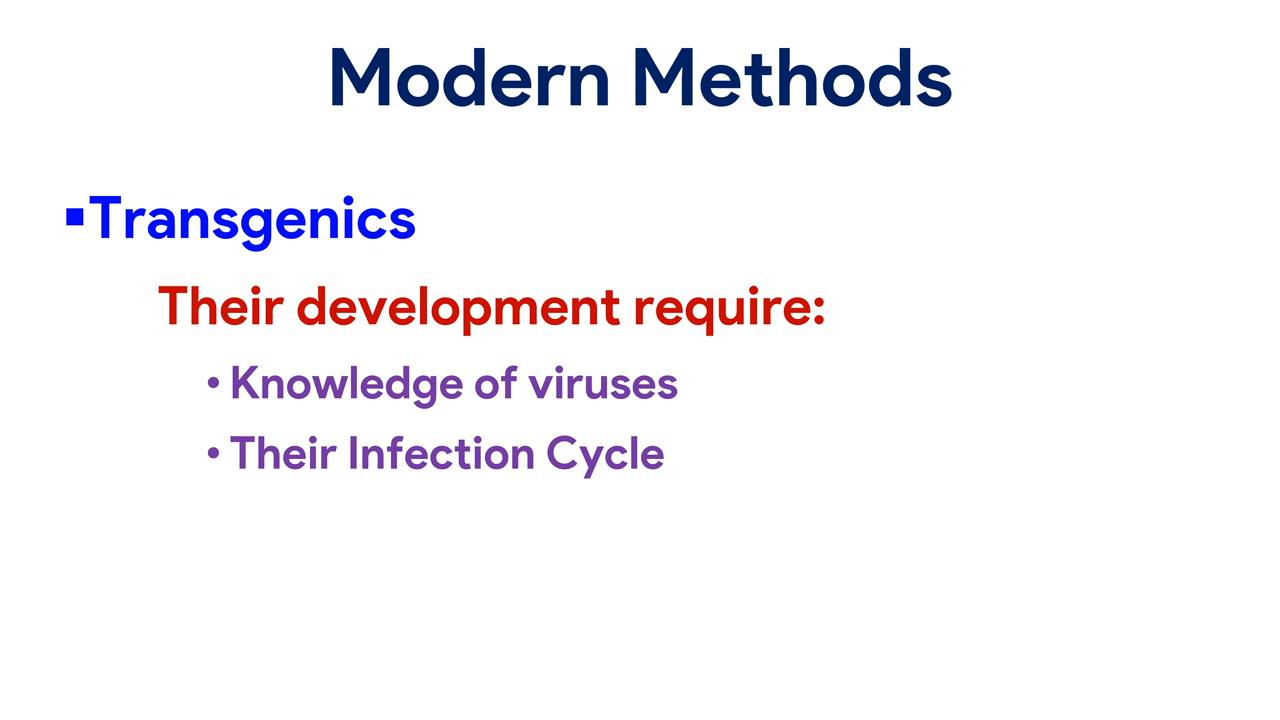 Modern Methods
▪Transgenics
Their development require:
• Knowledge of viruses
• Their Infection Cycle